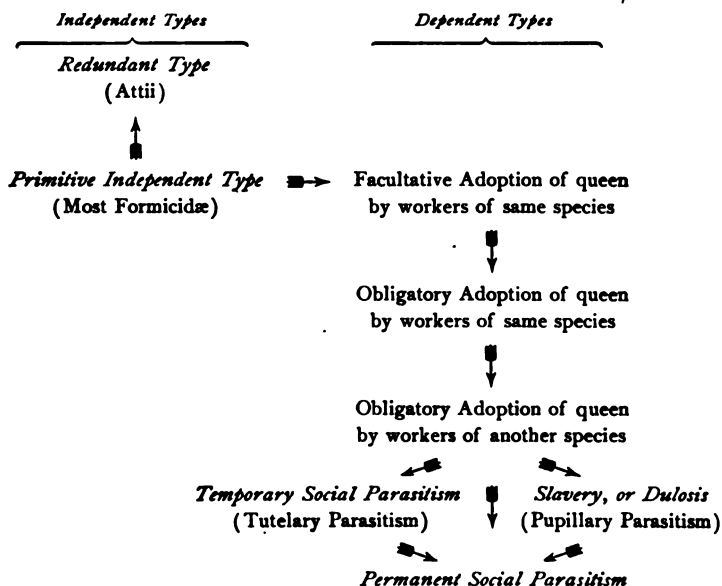 Independent Types
Dependent Types
Redundant Type
(Attii)
Primitive Independent Type
(Most Formicidæ)
Facultative Adoption of queen
by workers of same species
Obligatory Adoption of queen
by workers of same species
Obligatory Adoption of queen
by workers of another species
Temporary Social Parasitism
(Tutelary Parasitism)
Slavery, or Dulosis
(Pupillary Parasitism)
Permanent Social Parasitism